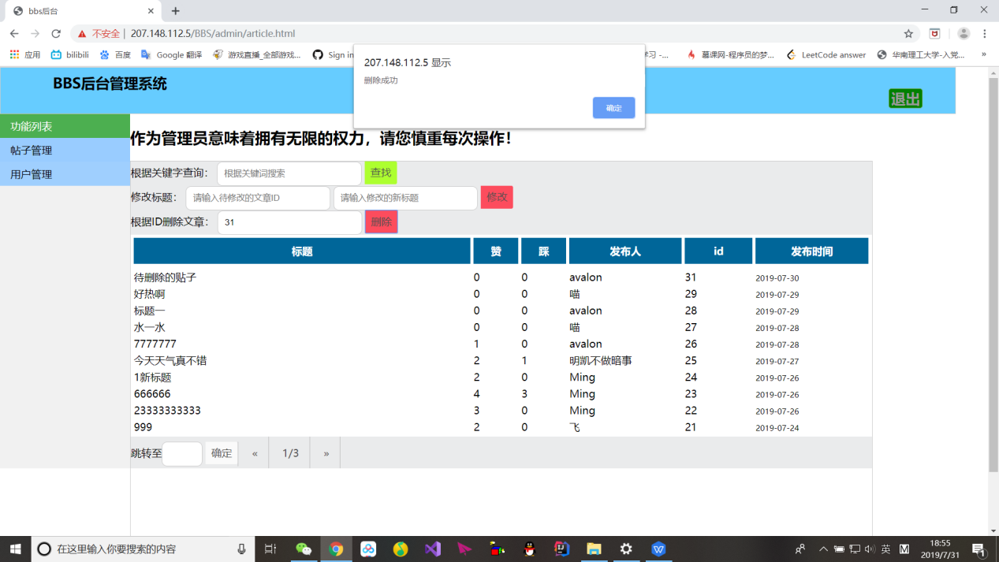 bbs后台
不安全 | 207.148.112.5/BBS/admin/article.html
应用 bilibili 百度 Google 翻译 游戏直播_全部游戏... Sign in 学习 -... 慕课网-程序员的梦... LeetCode answer 华南理工大学-入党... »
207.148.112.5 显示
删除成功
确定
BBS后台管理系统
退出
功能列表
帖子管理
用户管理
作为管理员意味着拥有无限的权力，请您慎重每次操作！
根据关键字查询： 根据关键词搜索 查找
修改标题： 请输入待修改的文章ID 请输入修改的新标题 修改
根据ID删除文章： 31 删除
标题 赞 踩 发布人 id 发布时间
待删除的贴子 0 0 avalon 31 2019-07-30
好热啊 0 0 喵 29 2019-07-29
标题一 0 0 avalon 28 2019-07-29
水一水 0 0 喵 27 2019-07-28
7777777 1 0 avalon 26 2019-07-28
今天天气真不错 2 1 明凯不做暗事 25 2019-07-27
1新标题 2 0 Ming 24 2019-07-26
666666 4 3 Ming 23 2019-07-26
23333333333 3 0 Ming 22 2019-07-26
999 2 0 飞 21 2019-07-24
跳转至 确定 « 1/3 »
在这里输入你要搜索的内容
英
18:55
2019/7/31
1